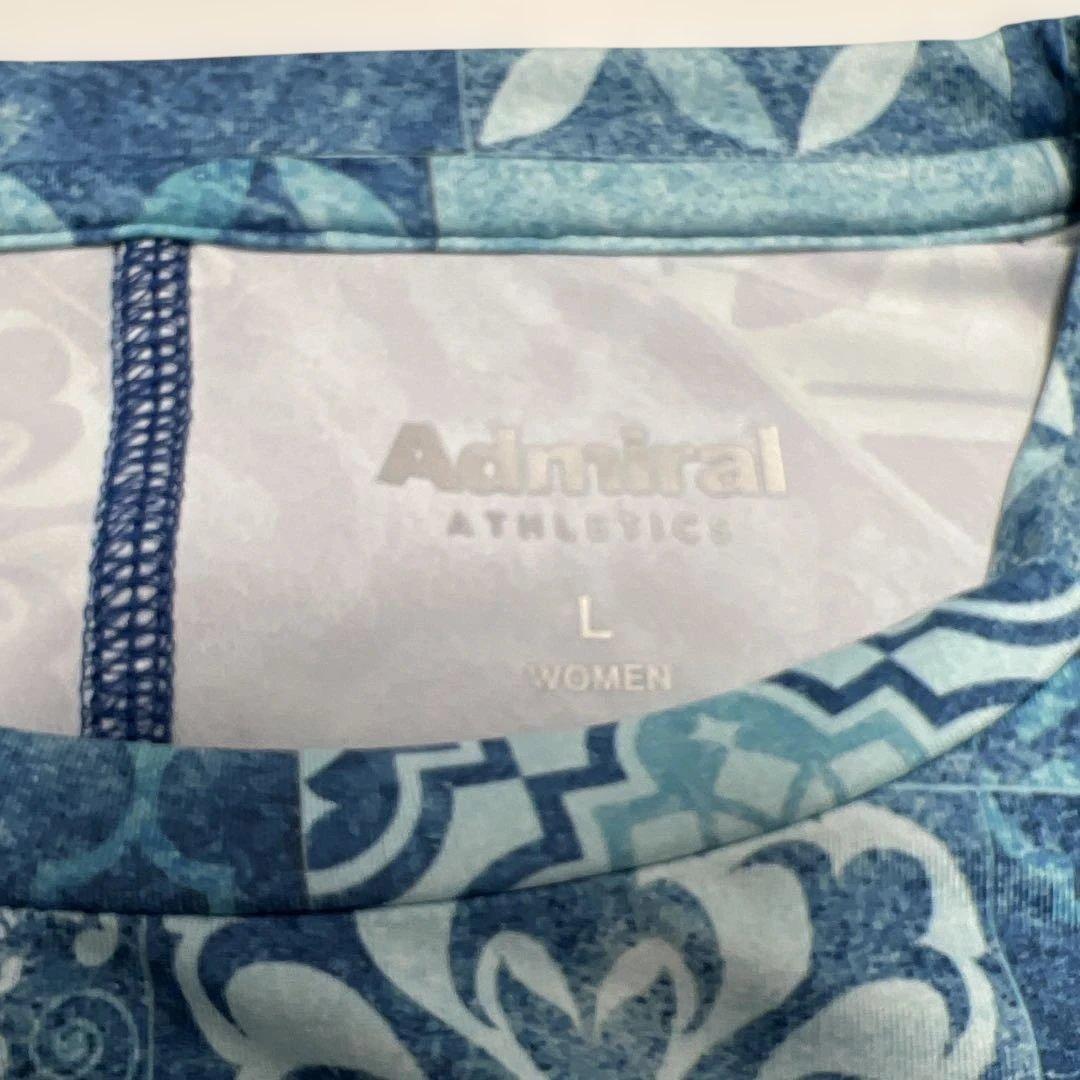 Admiral
ATHLETICS
L
WOMEN